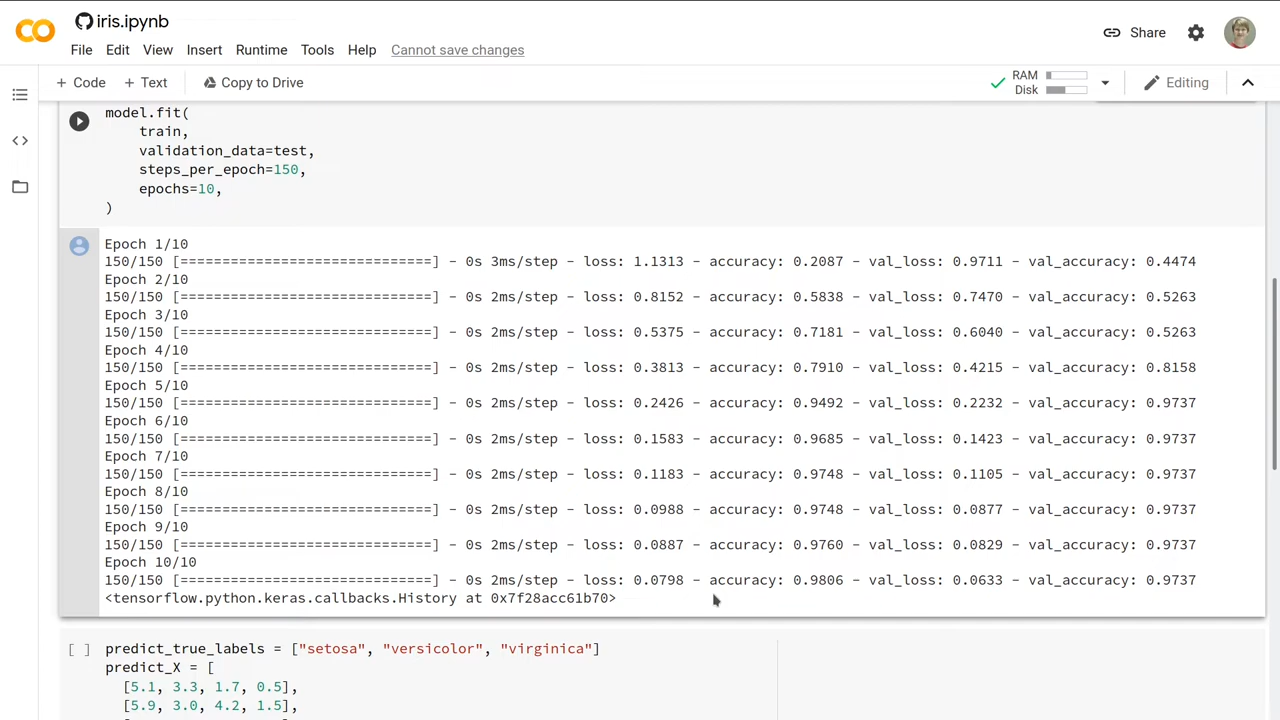 iris.ipynb
File Edit View Insert Runtime Tools Help Cannot save changes
Share
+ Code + Text Copy to Drive
RAM
Disk
Editing
model.fit(
    train,
    validation_data=test,
    steps_per_epoch=150,
    epochs=10,
)
Epoch 1/10
150/150 [==============================] - 0s 3ms/step - loss: 1.1313 - accuracy: 0.2087 - val_loss: 0.9711 - val_accuracy: 0.4474
Epoch 2/10
150/150 [==============================] - 0s 2ms/step - loss: 0.8152 - accuracy: 0.5838 - val_loss: 0.7470 - val_accuracy: 0.5263
Epoch 3/10
150/150 [==============================] - 0s 2ms/step - loss: 0.5375 - accuracy: 0.7181 - val_loss: 0.6040 - val_accuracy: 0.5263
Epoch 4/10
150/150 [==============================] - 0s 2ms/step - loss: 0.3813 - accuracy: 0.7910 - val_loss: 0.4215 - val_accuracy: 0.8158
Epoch 5/10
150/150 [==============================] - 0s 2ms/step - loss: 0.2426 - accuracy: 0.9492 - val_loss: 0.2232 - val_accuracy: 0.9737
Epoch 6/10
150/150 [==============================] - 0s 2ms/step - loss: 0.1583 - accuracy: 0.9685 - val_loss: 0.1423 - val_accuracy: 0.9737
Epoch 7/10
150/150 [==============================] - 0s 2ms/step - loss: 0.1183 - accuracy: 0.9748 - val_loss: 0.1105 - val_accuracy: 0.9737
Epoch 8/10
150/150 [==============================] - 0s 2ms/step - loss: 0.0988 - accuracy: 0.9748 - val_loss: 0.0877 - val_accuracy: 0.9737
Epoch 9/10
150/150 [==============================] - 0s 2ms/step - loss: 0.0887 - accuracy: 0.9760 - val_loss: 0.0829 - val_accuracy: 0.9737
Epoch 10/10
150/150 [==============================] - 0s 2ms/step - loss: 0.0798 - accuracy: 0.9806 - val_loss: 0.0633 - val_accuracy: 0.9737
<tensorflow.python.keras.callbacks.History at 0x7f28acc61b70>
[ ] predict_true_labels = ["setosa", "versicolor", "virginica"]
predict_X = [
  [5.1, 3.3, 1.7, 0.5],
  [5.9, 3.0, 4.2, 1.5],